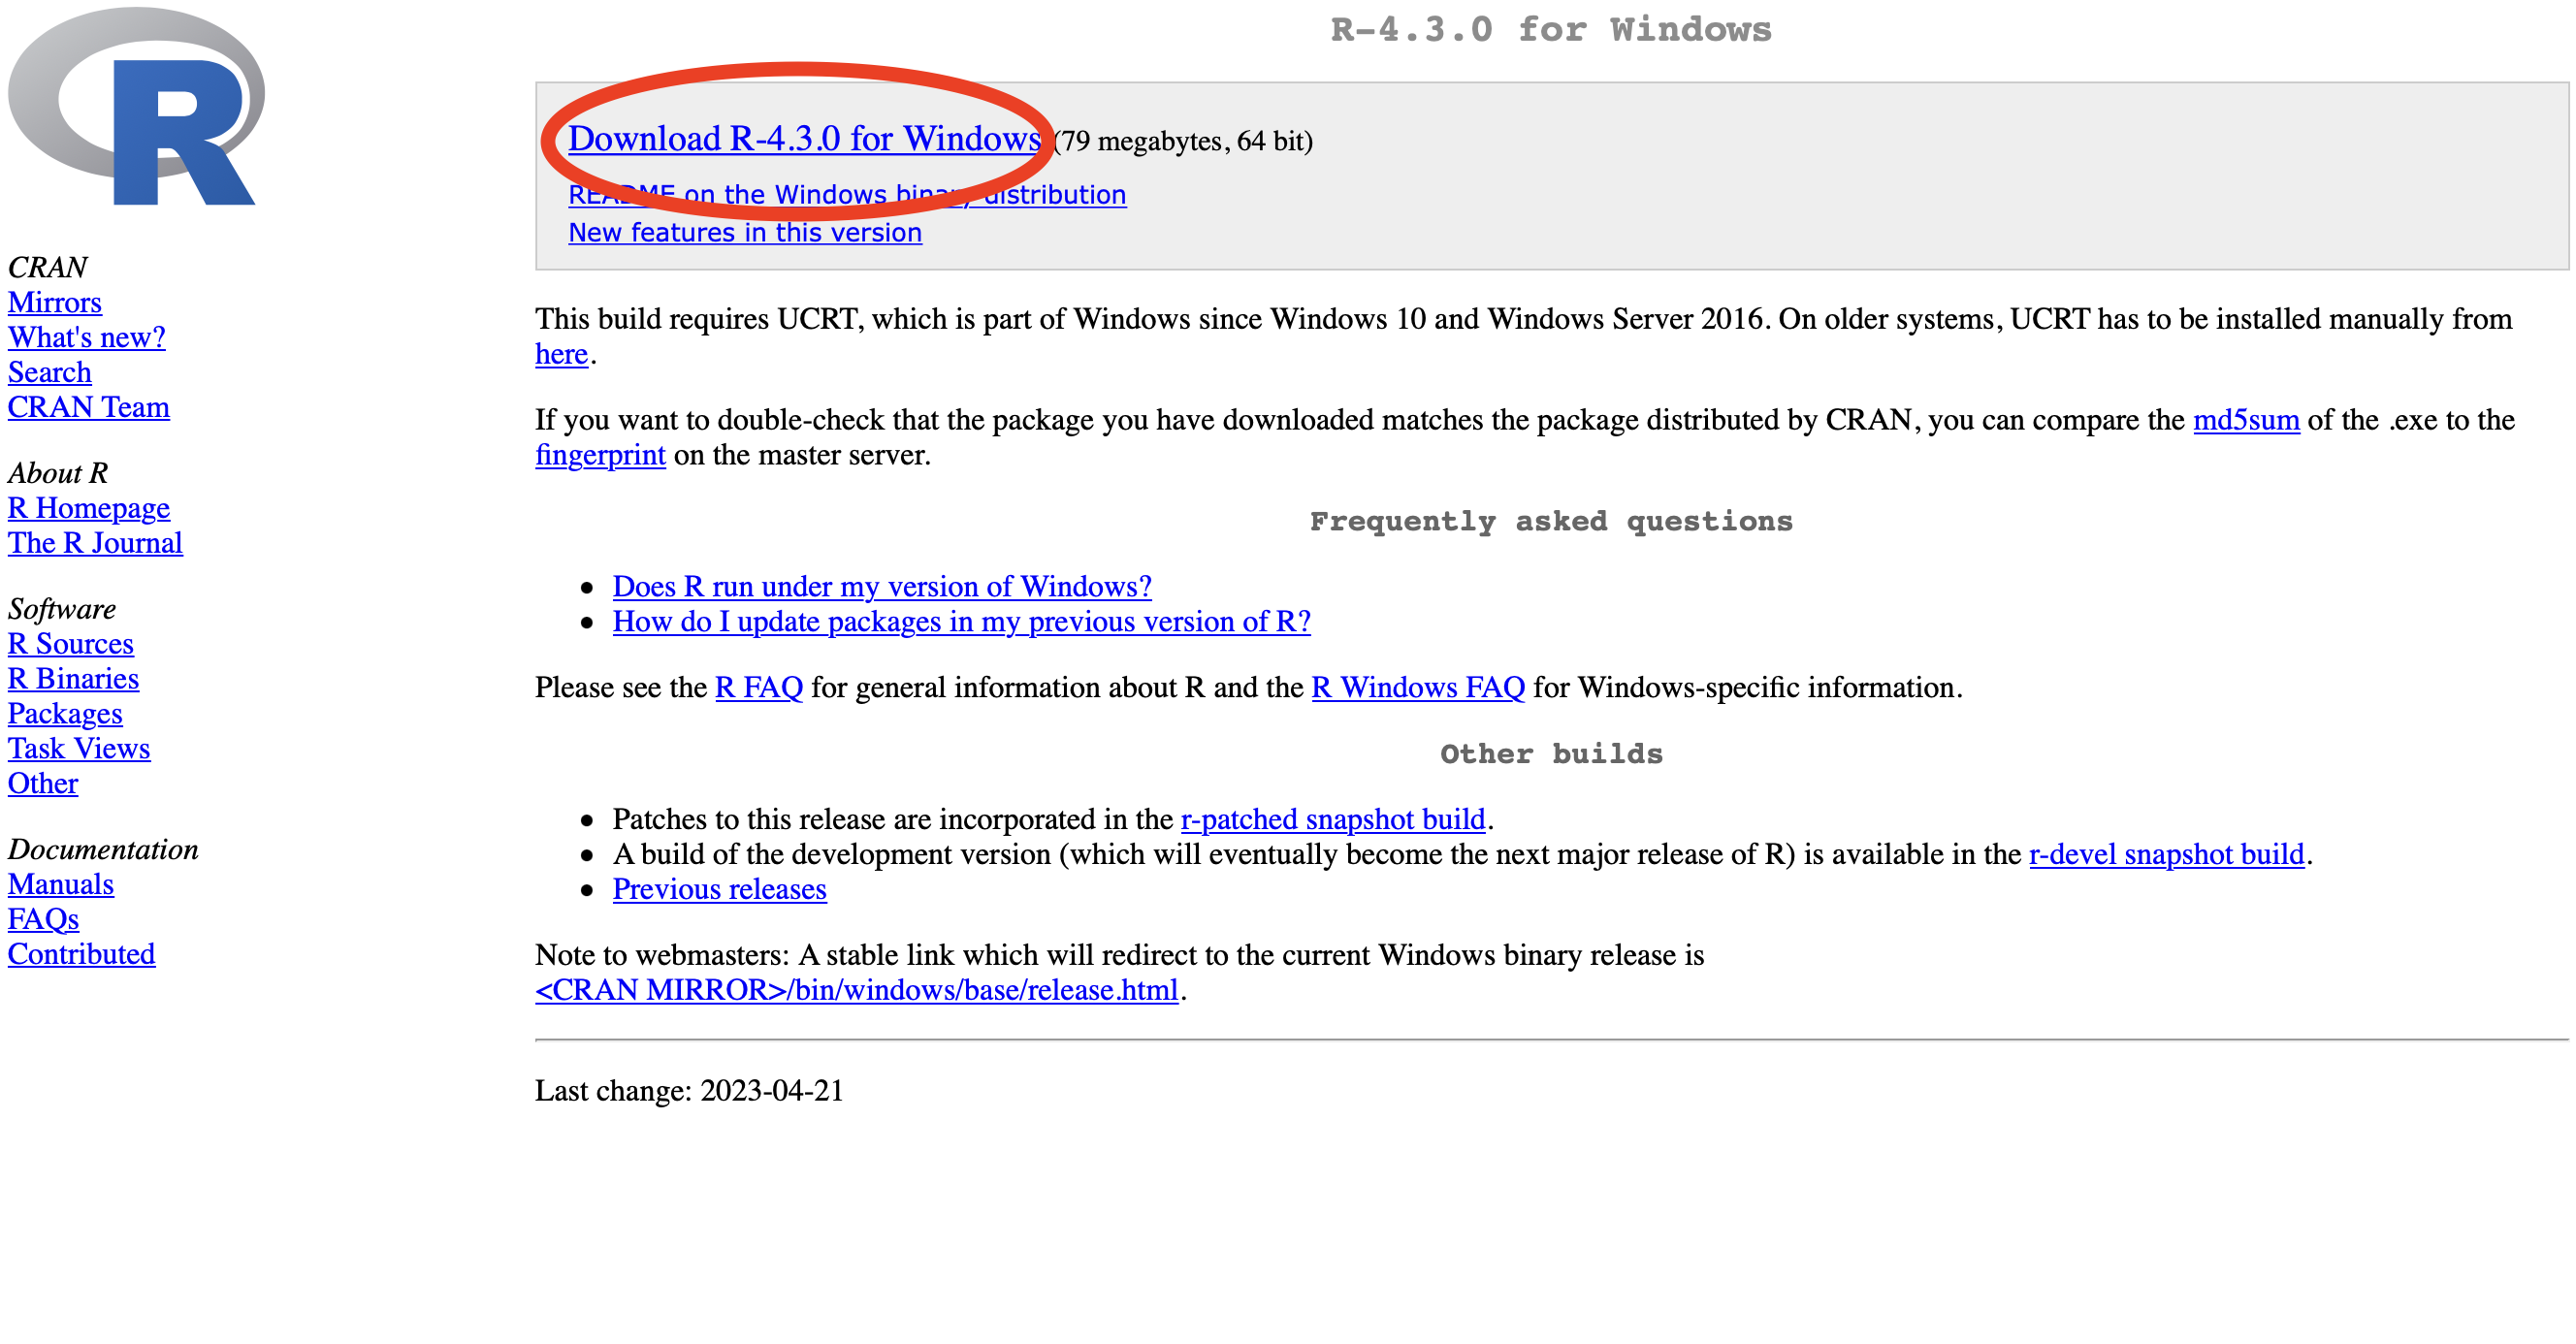 R
CRAN
Mirrors
What's new?
Search
CRAN Team
About R
R Homepage
The R Journal
Software
R Sources
R Binaries
Packages
Task Views
Other
Documentation
Manuals
FAQs
Contributed
R-4.3.0 for Windows
Download R-4.3.0 for Windows (79 megabytes, 64 bit)
README on the Windows binary distribution
New features in this version
This build requires UCRT, which is part of Windows since Windows 10 and Windows Server 2016. On older systems, UCRT has to be installed manually from
here.
If you want to double-check that the package you have downloaded matches the package distributed by CRAN, you can compare the md5sum of the .exe to the
fingerprint on the master server.
Frequently asked questions
• Does R run under my version of Windows?
• How do I update packages in my previous version of R?
Please see the R FAQ for general information about R and the R Windows FAQ for Windows-specific information.
Other builds
• Patches to this release are incorporated in the r-patched snapshot build.
• A build of the development version (which will eventually become the next major release of R) is available in the r-devel snapshot build.
• Previous releases
Note to webmasters: A stable link which will redirect to the current Windows binary release is
<CRAN MIRROR>/bin/windows/base/release.html.
Last change: 2023-04-21